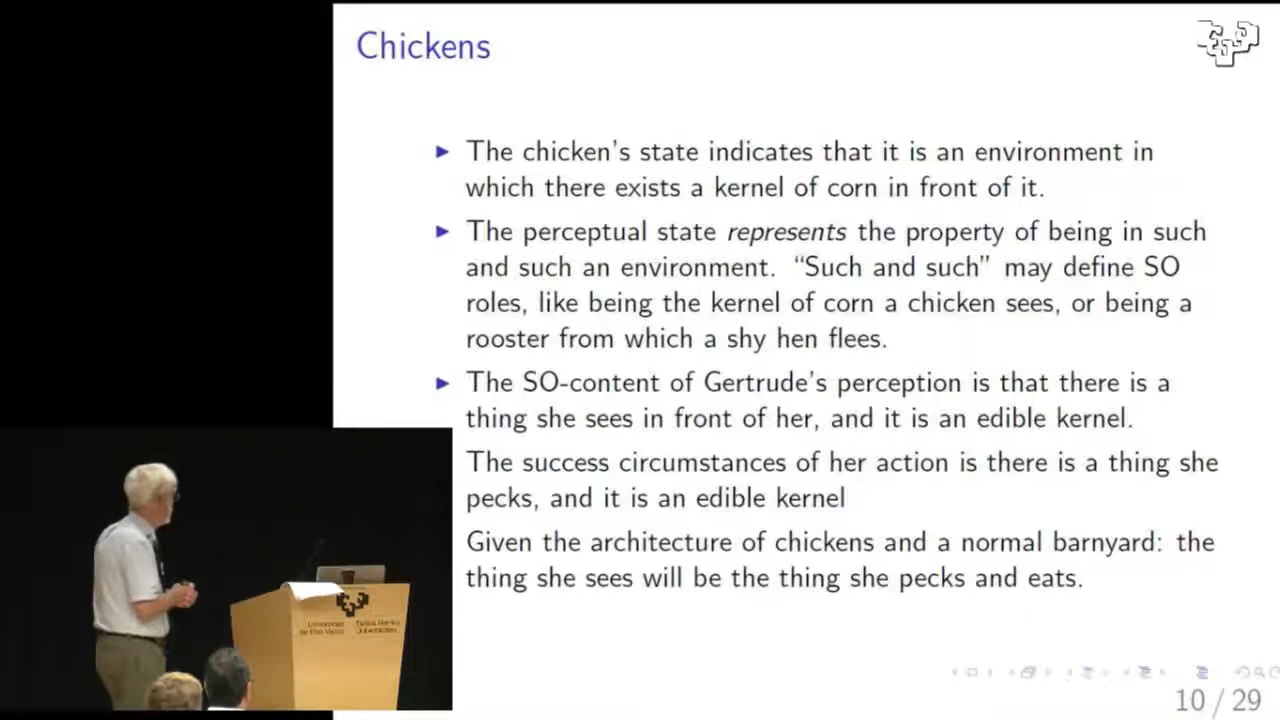 Chickens
The chicken's state indicates that it is an environment in
which there exists a kernel of corn in front of it.
The perceptual state represents the property of being in such
and such an environment. “Such and such” may define SO
roles, like being the kernel of corn a chicken sees, or being a
rooster from which a shy hen flees.
The SO-content of Gertrude's perception is that there is a
thing she sees in front of her, and it is an edible kernel.
The success circumstances of her action is there is a thing she
pecks, and it is an edible kernel
Given the architecture of chickens and a normal barnyard: the
thing she sees will be the thing she pecks and eats.
10 / 29